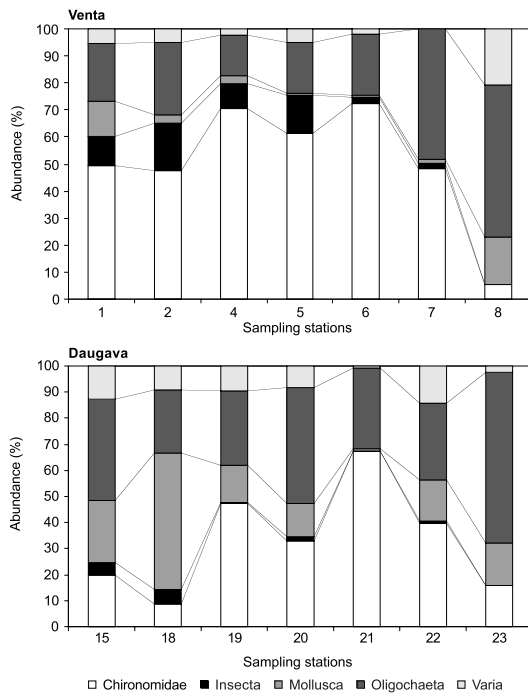 Venta
100
90
80
70
60
50
40
30
20
10
0
Abundance (%)
1 2 4 5 6 7 8
Sampling stations
Daugava
100
90
80
70
60
50
40
30
20
10
0
Abundance (%)
15 18 19 20 21 22 23
Sampling stations
Chironomidae Insecta Mollusca Oligochaeta Varia